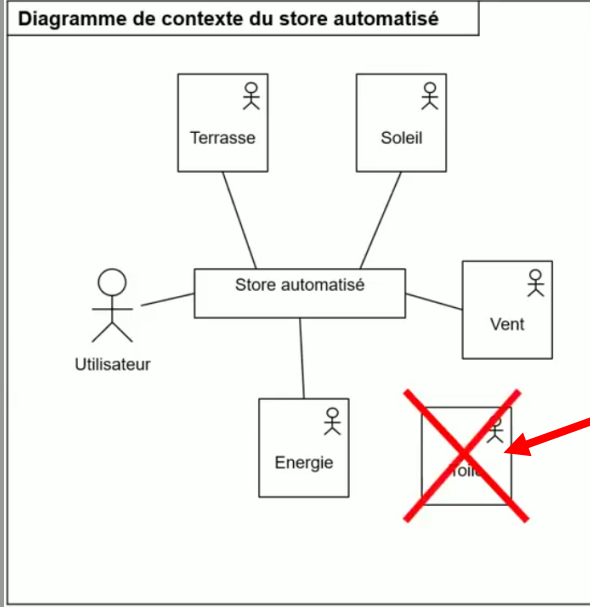 Diagramme de contexte du store automatisé
Terrasse
Soleil
Store automatisé
Utilisateur
Vent
Energie